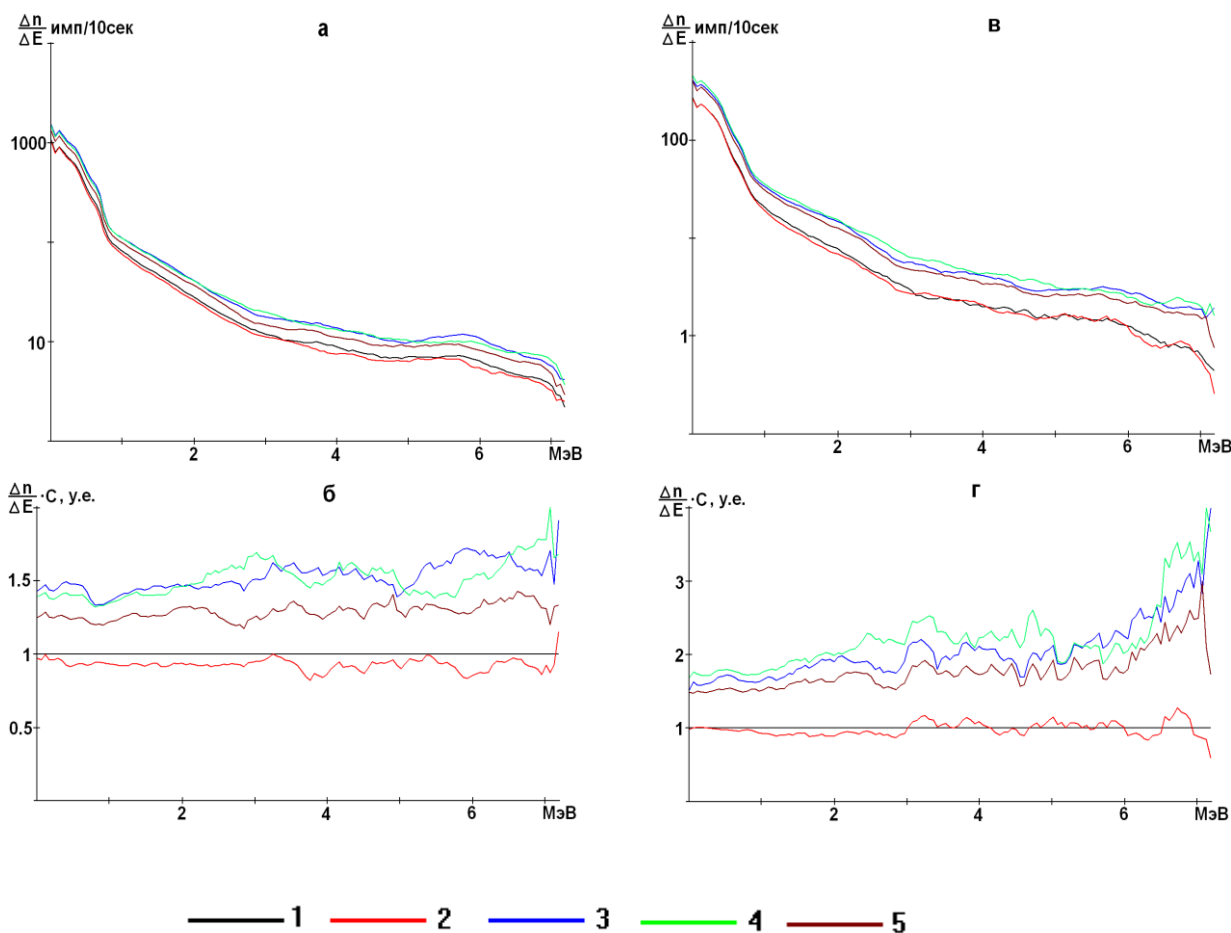 Δn
ΔE имп/10сек
а
1000
10
2
4
6
МэВ
Δn
ΔE имп/10сек
в
100
1
2
4
6
МэВ
Δn
ΔE ·С , у.е.
б
1.5
1
0.5
2
4
6
МэВ
Δn
ΔE ·С, у.е.
г
3
2
1
2
4
6
МэВ
1 2 3 4 5